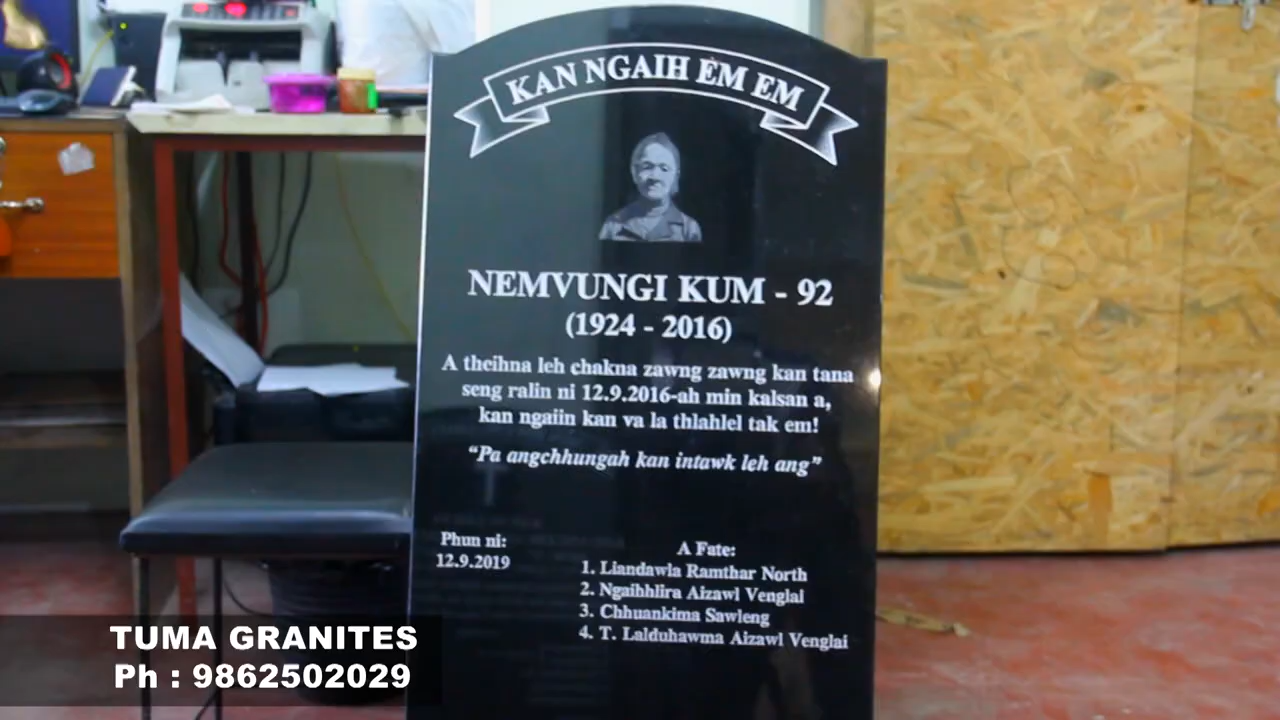 KAN NGAIH ÊM EM
NEMVUNGI KUM - 92
(1924 - 2016)
A theihna leh chakna zawng zawng kan tana
seng ralin ni 12.9.2016-ah min kalsan a,
kan ngaiin kan va la thlahlel tak em!
“Pa angchhungah kan intawk leh ang”
Phun ni:
12.9.2019
A Fate:
1. Liandawla Ramthar North
2. Ngaihhlira Aizawl Venglai
3. Chhuankima Sawleng
4. T. Lalduhawma Aizawl Venglai
TUMA GRANITES
Ph : 9862502029